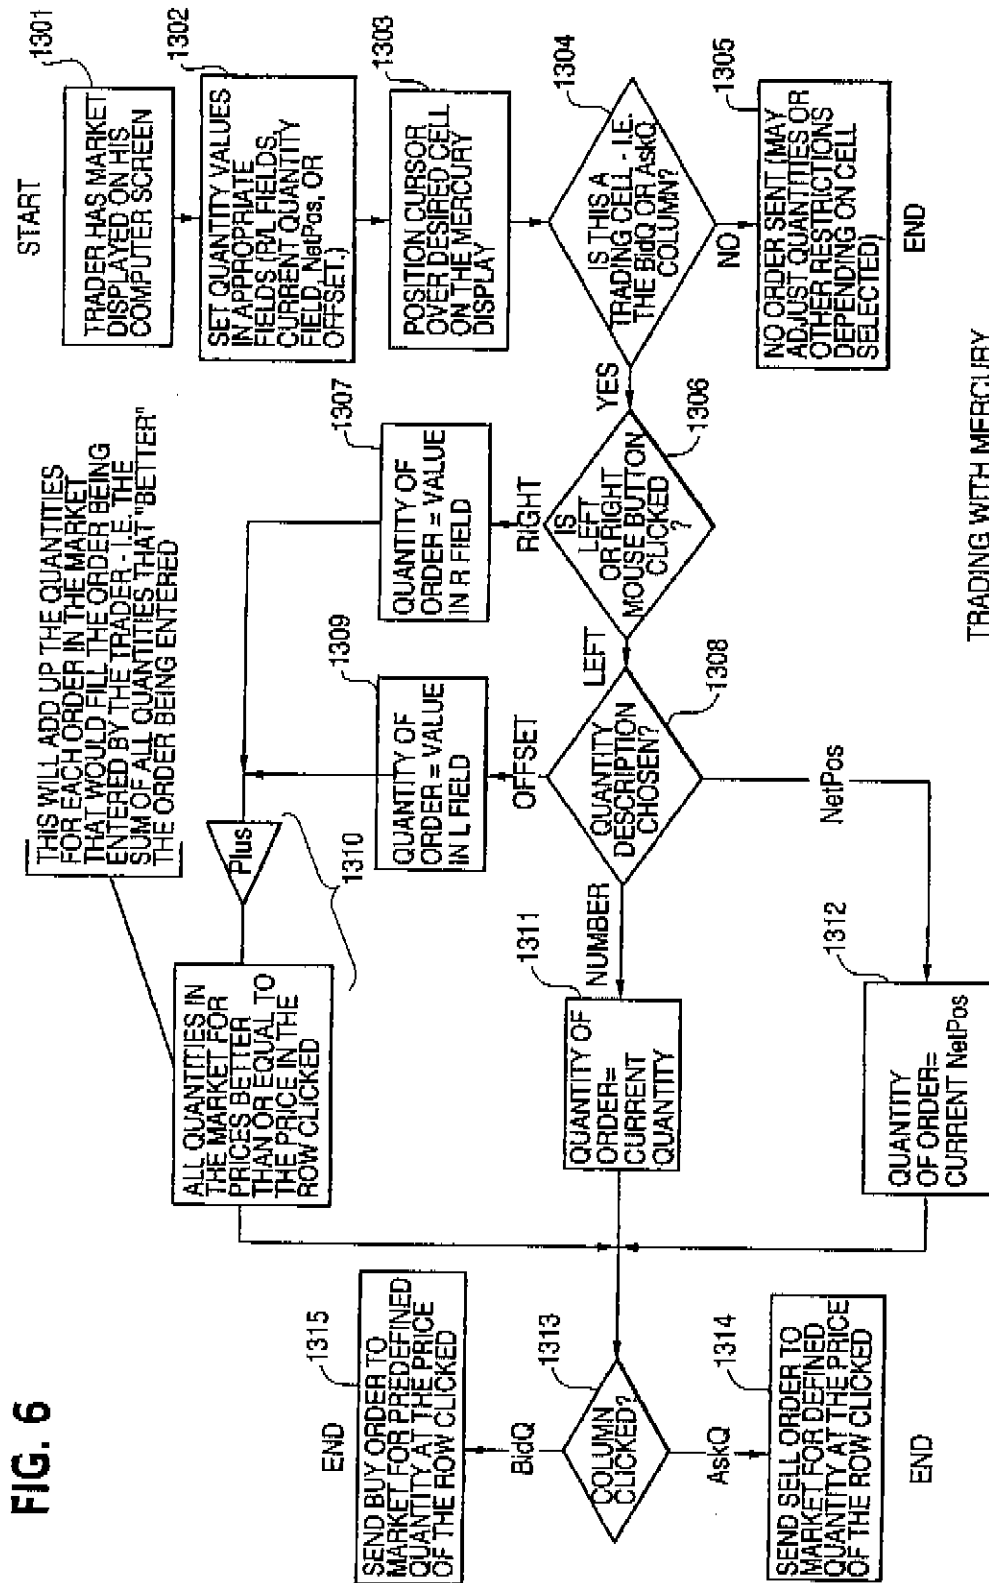 FIG. 6
START
1301
TRADER HAS MARKET
DISPLAYED ON HIS
COMPUTER SCREEN
1302
SET QUANTITY VALUES
IN APPROPRIATE
FIELDS (R/L FIELDS,
CURRENT QUANTITY
FIELD, NetPos, OR
OFFSET.)
1303
POSITION CURSOR
OVER DESIRED CELL
ON THE MERCURY
DISPLAY
1304
IS THIS A
TRADING CELL - I.E.
THE BidQ OR AskQ
COLUMN?
NO
1305
NO ORDER SENT (MAY
ADJUST QUANTITIES OR
OTHER RESTRICTIONS
DEPENDING ON CELL
SELECTED)
END
YES
1306
IS
LEFT
OR RIGHT
MOUSE BUTTON
CLICKED
?
RIGHT
1307
QUANTITY OF
ORDER = VALUE
IN R FIELD
LEFT
1308
QUANTITY
DESCRIPTION
CHOSEN?
OFFSET
1309
QUANTITY OF
ORDER = VALUE
IN L FIELD
Plus
1310
THIS WILL ADD UP THE QUANTITIES
FOR EACH ORDER IN THE MARKET
THAT WOULD FILL THE ORDER BEING
ENTERED BY THE TRADER - I.E. THE
SUM OF ALL QUANTITIES THAT "BETTER"
THE ORDER BEING ENTERED
ALL QUANTITIES IN
THE MARKET FOR
PRICES BETTER
THAN OR EQUAL TO
THE PRICE IN THE
ROW CLICKED
NUMBER
1311
QUANTITY OF
ORDER=
CURRENT
QUANTITY
NetPos
1312
QUANTITY
OF ORDER=
CURRENT NetPos
1313
COLUMN
CLICKED?
BidQ
1315
SEND BUY ORDER TO
MARKET FOR PREDEFINED
QUANTITY AT THE PRICE
OF THE ROW CLICKED
END
AskQ
1314
SEND SELL ORDER TO
MARKET FOR DEFINED
QUANTITY AT THE PRICE
OF THE ROW CLICKED
END
TRADING WITH MERCURY